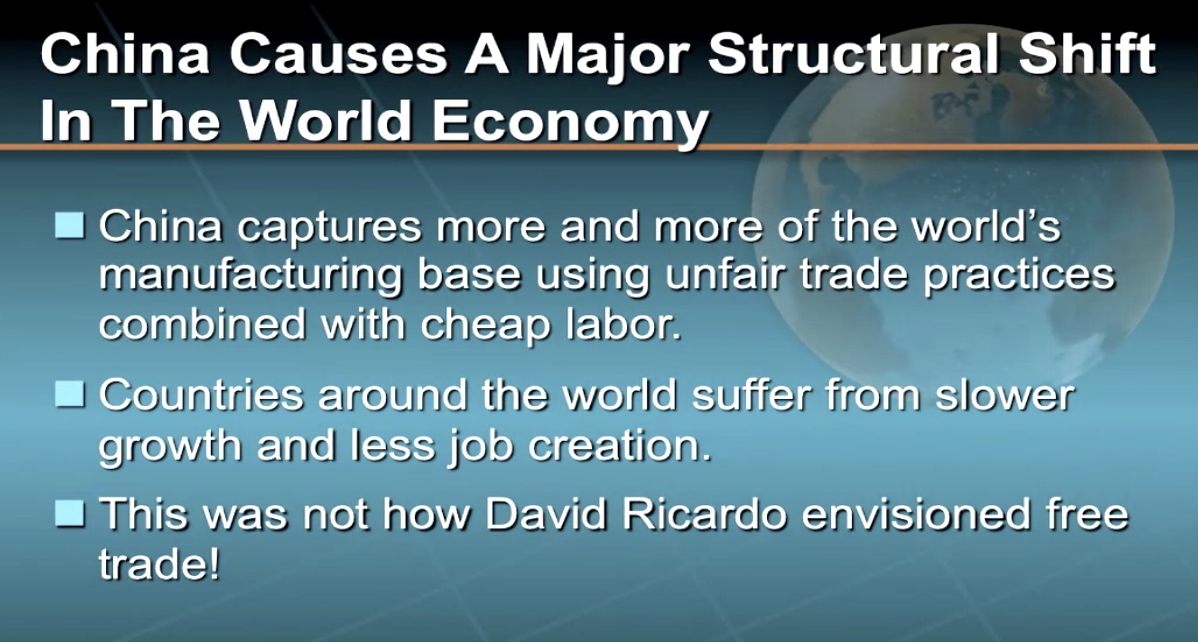 China Causes A Major Structural Shift
In The World Economy
China captures more and more of the world’s
manufacturing base using unfair trade practices
combined with cheap labor.
Countries around the world suffer from slower
growth and less job creation.
This was not how David Ricardo envisioned free
trade!